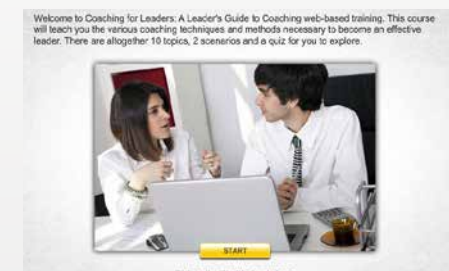 Welcome to Coaching for Leaders: A Leader's Guide to Coaching web-based training. This course
will teach you the various coaching techniques and methods necessary to become an effective
leader. There are altogether 10 topics, 2 scenarios and a quiz for you to explore.
START